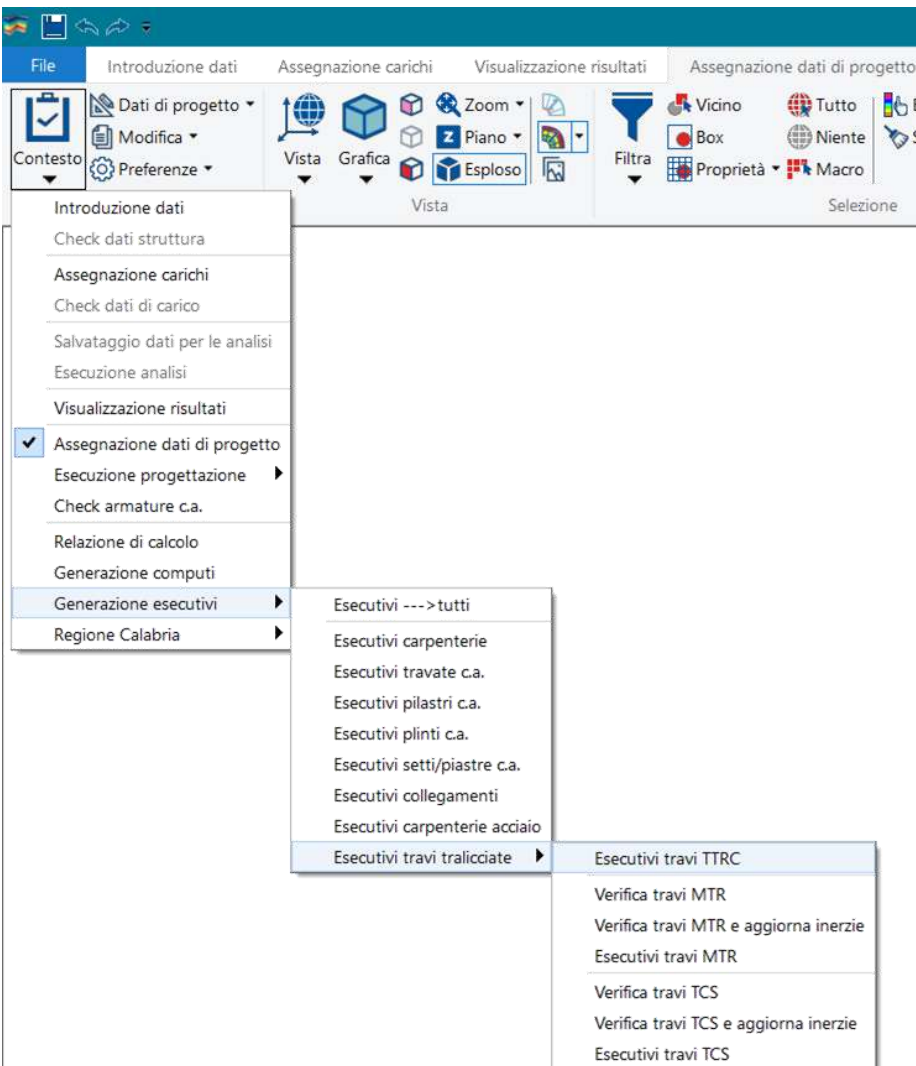 File Introduzione dati Assegnazione carichi Visualizzazione risultati Assegnazione dati di progetto
Contesto
Dati di progetto
Modifica
Preferenze
Vista
Grafica
Zoom
Z Piano
Esploso
Vista
Filtra
Vicino
Box
Proprietà
Tutto
Niente
Macro
Selezione
Introduzione dati
Check dati struttura
Assegnazione carichi
Check dati di carico
Salvataggio dati per le analisi
Esecuzione analisi
Visualizzazione risultati
Assegnazione dati di progetto
Esecuzione progettazione
Check armature c.a.
Relazione di calcolo
Generazione computi
Generazione esecutivi
Regione Calabria
Esecutivi --->tutti
Esecutivi carpenterie
Esecutivi travate c.a.
Esecutivi pilastri c.a.
Esecutivi plinti c.a.
Esecutivi setti/piastre c.a.
Esecutivi collegamenti
Esecutivi carpenterie acciaio
Esecutivi travi tralicciate
Esecutivi travi TTRC
Verifica travi MTR
Verifica travi MTR e aggiorna inerzie
Esecutivi travi MTR
Verifica travi TCS
Verifica travi TCS e aggiorna inerzie
Esecutivi travi TCS